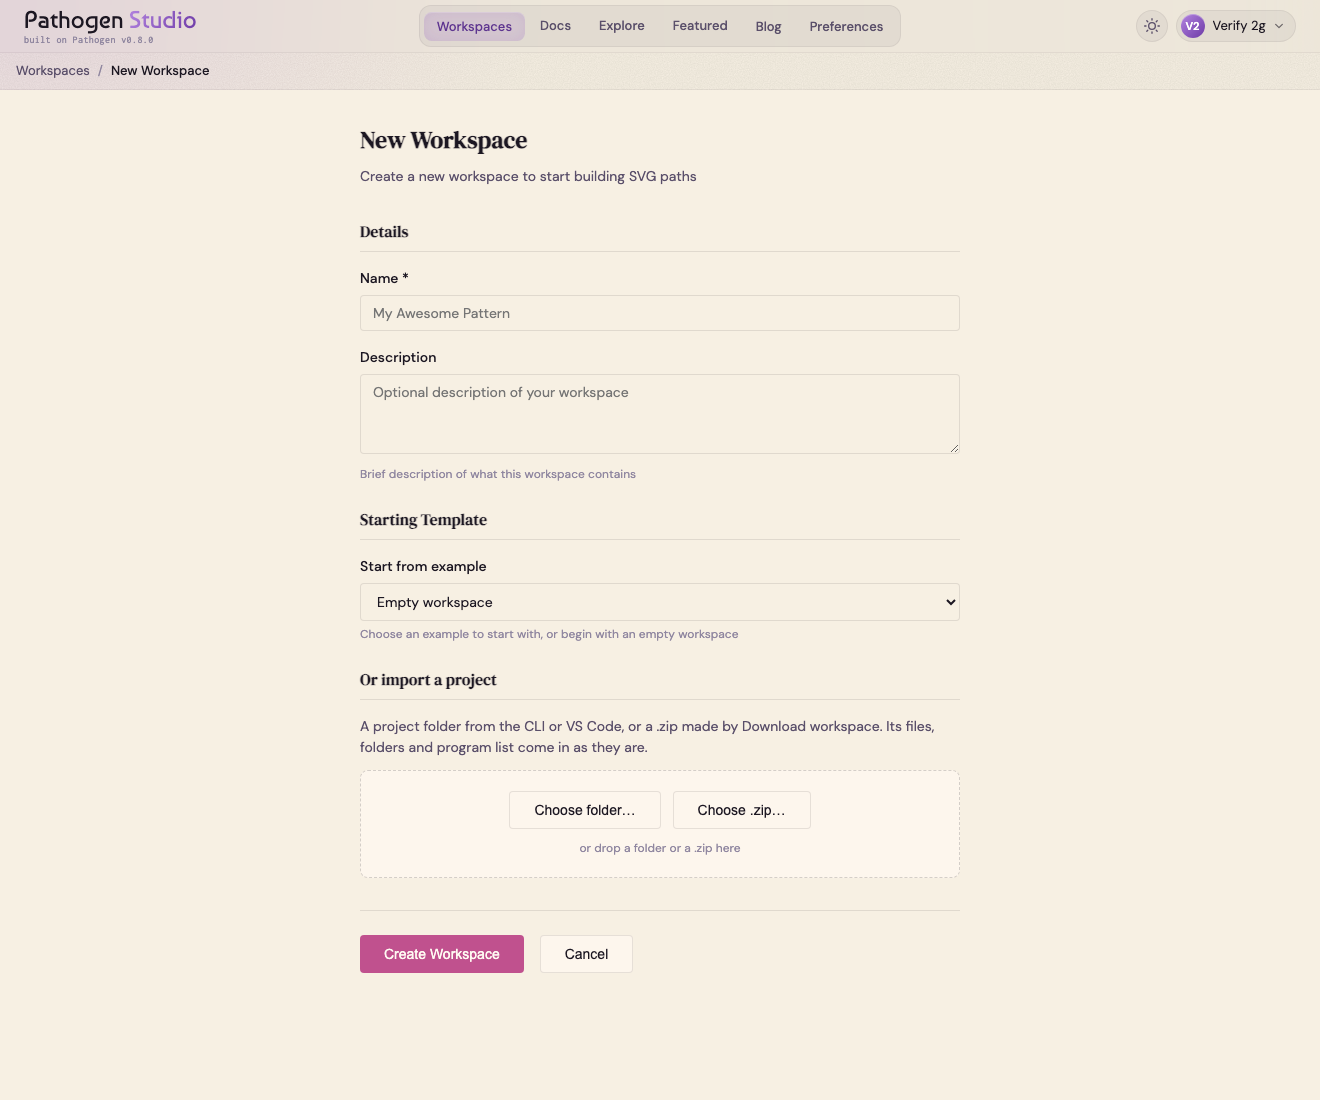 Pathogen Studio
built on Pathogen v0.8.0
Workspaces
Docs
Explore
Featured
Blog
Preferences
V2
Verify 2g
Workspaces / New Workspace
New Workspace
Create a new workspace to start building SVG paths
Details
Name *
My Awesome Pattern
Description
Optional description of your workspace
Brief description of what this workspace contains
Starting Template
Start from example
Empty workspace
Choose an example to start with, or begin with an empty workspace
Or import a project
A project folder from the CLI or VS Code, or a .zip made by Download workspace. Its files,
folders and program list come in as they are.
Choose folder...
Choose .zip...
or drop a folder or a .zip here
Create Workspace
Cancel